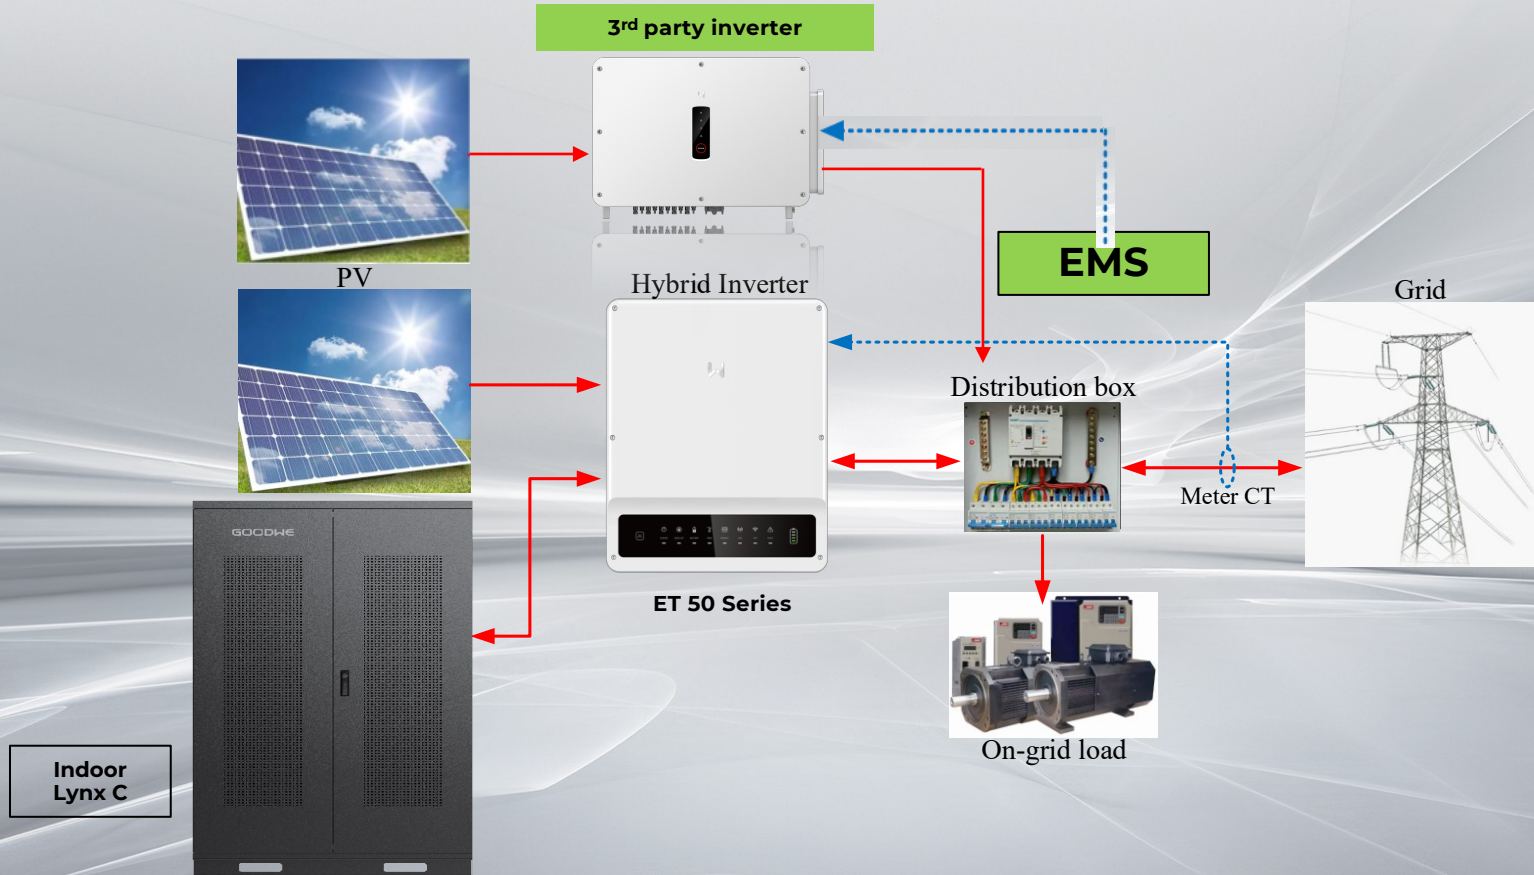 3rd party inverter
PV
Hybrid Inverter
EMS
Grid
Distribution box
Meter CT
GOODWE
ET 50 Series
On-grid load
Indoor
Lynx C